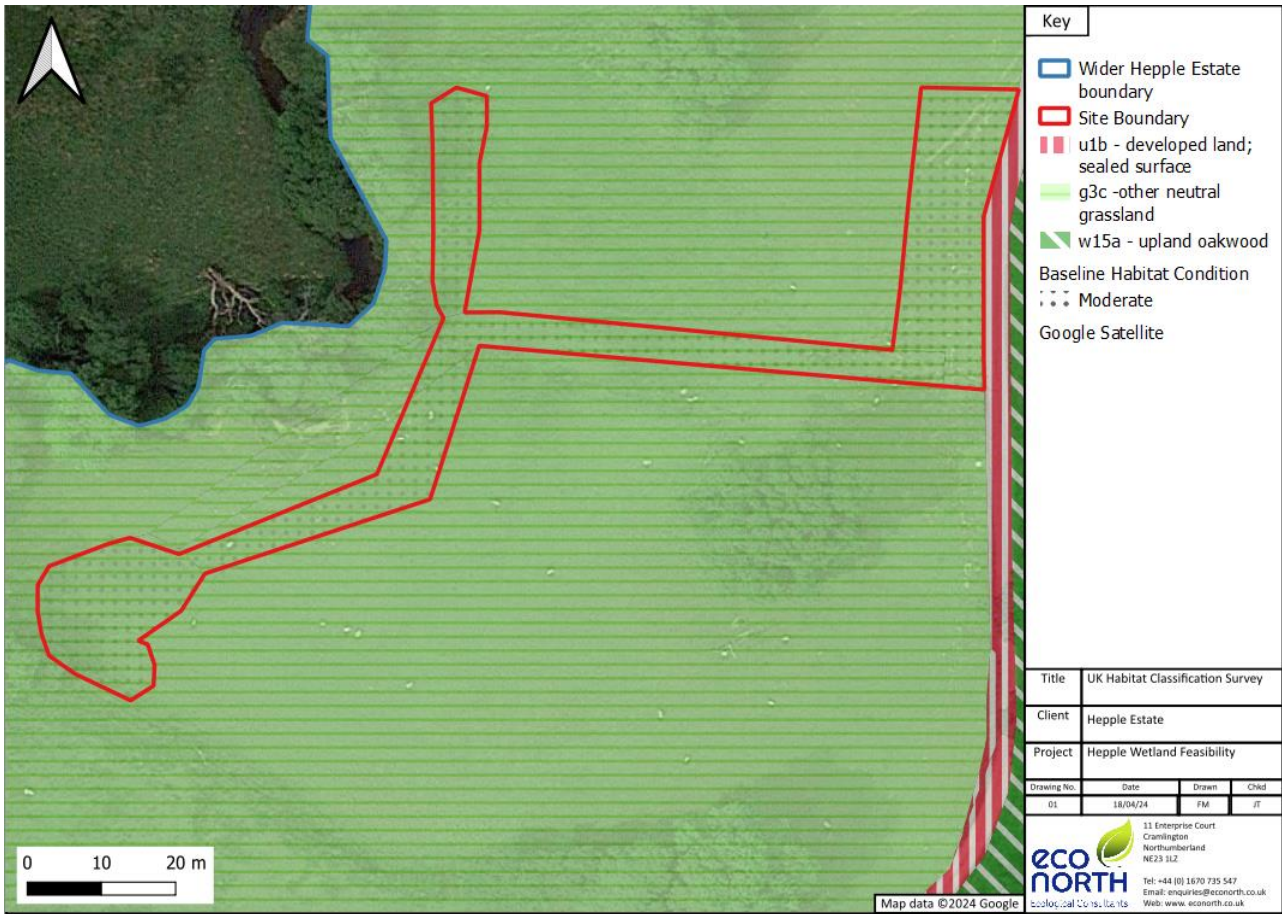 Key
Wider Hepple Estate
boundary
Site Boundary
u1b - developed land;
sealed surface
g3c -other neutral
grassland
w15a - upland oakwood
Baseline Habitat Condition
Moderate
Google Satellite
0 10 20 m
Map data ©2024 Google
Title UK Habitat Classification Survey
Client Hepple Estate
Project Hepple Wetland Feasibility
Drawing No. Date Drawn Chkd
01 18/04/24 FM JT
eco
NORTH
Ecological Consultants
11 Enterprise Court
Cramlington
Northumberland
NE23 1LZ
Tel: +44 (0) 1670 735 547
Email: enquiries@econorth.co.uk
Web: www. econorth.co.uk